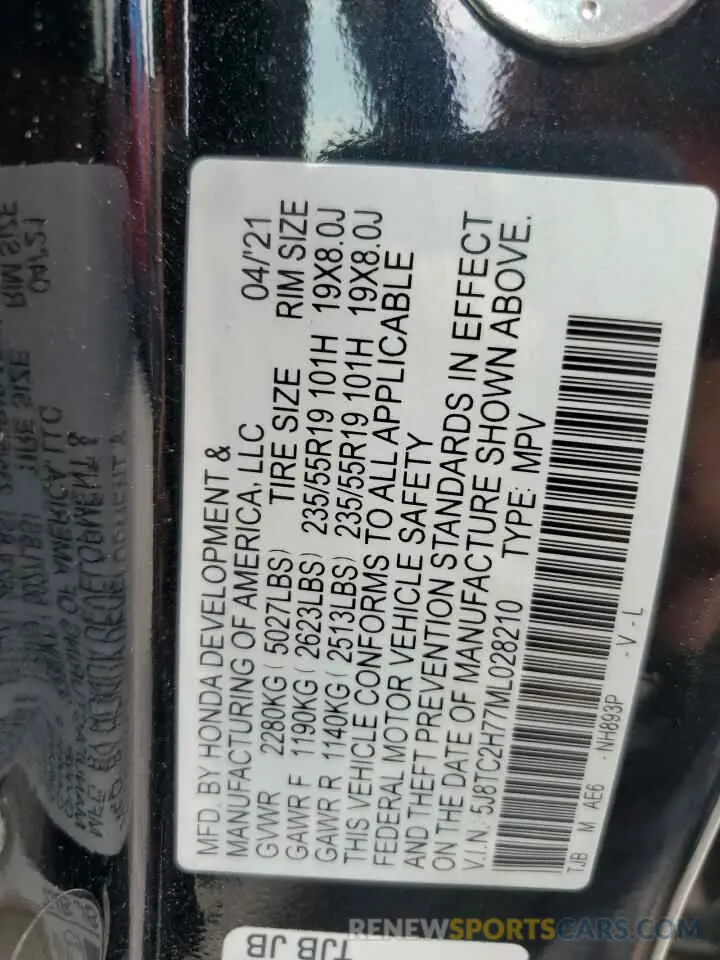 MFD. BY HONDA DEVELOPMENT &
MANUFACTURING OF AMERICA, LLC 04/'21
GVWR 2280KG ( 5027LBS) TIRE SIZE RIM SIZE
GAWR F 1190KG ( 2623LBS) 235/55R19 101H 19X8.0J
GAWR R 1140KG ( 2513LBS) 235/55R19 101H 19X8.0J
THIS VEHICLE CONFORMS TO ALL APPLICABLE
FEDERAL MOTOR VEHICLE SAFETY
AND THEFT PREVENTION STANDARDS IN EFFECT
ON THE DATE OF MANUFACTURE SHOWN ABOVE.
V.I.N. 5J8TC2H77ML028210 TYPE: MPV
TJB M AE6 - NH893P - V - L
TJB JB
RENEWSPORTSCARS.COM